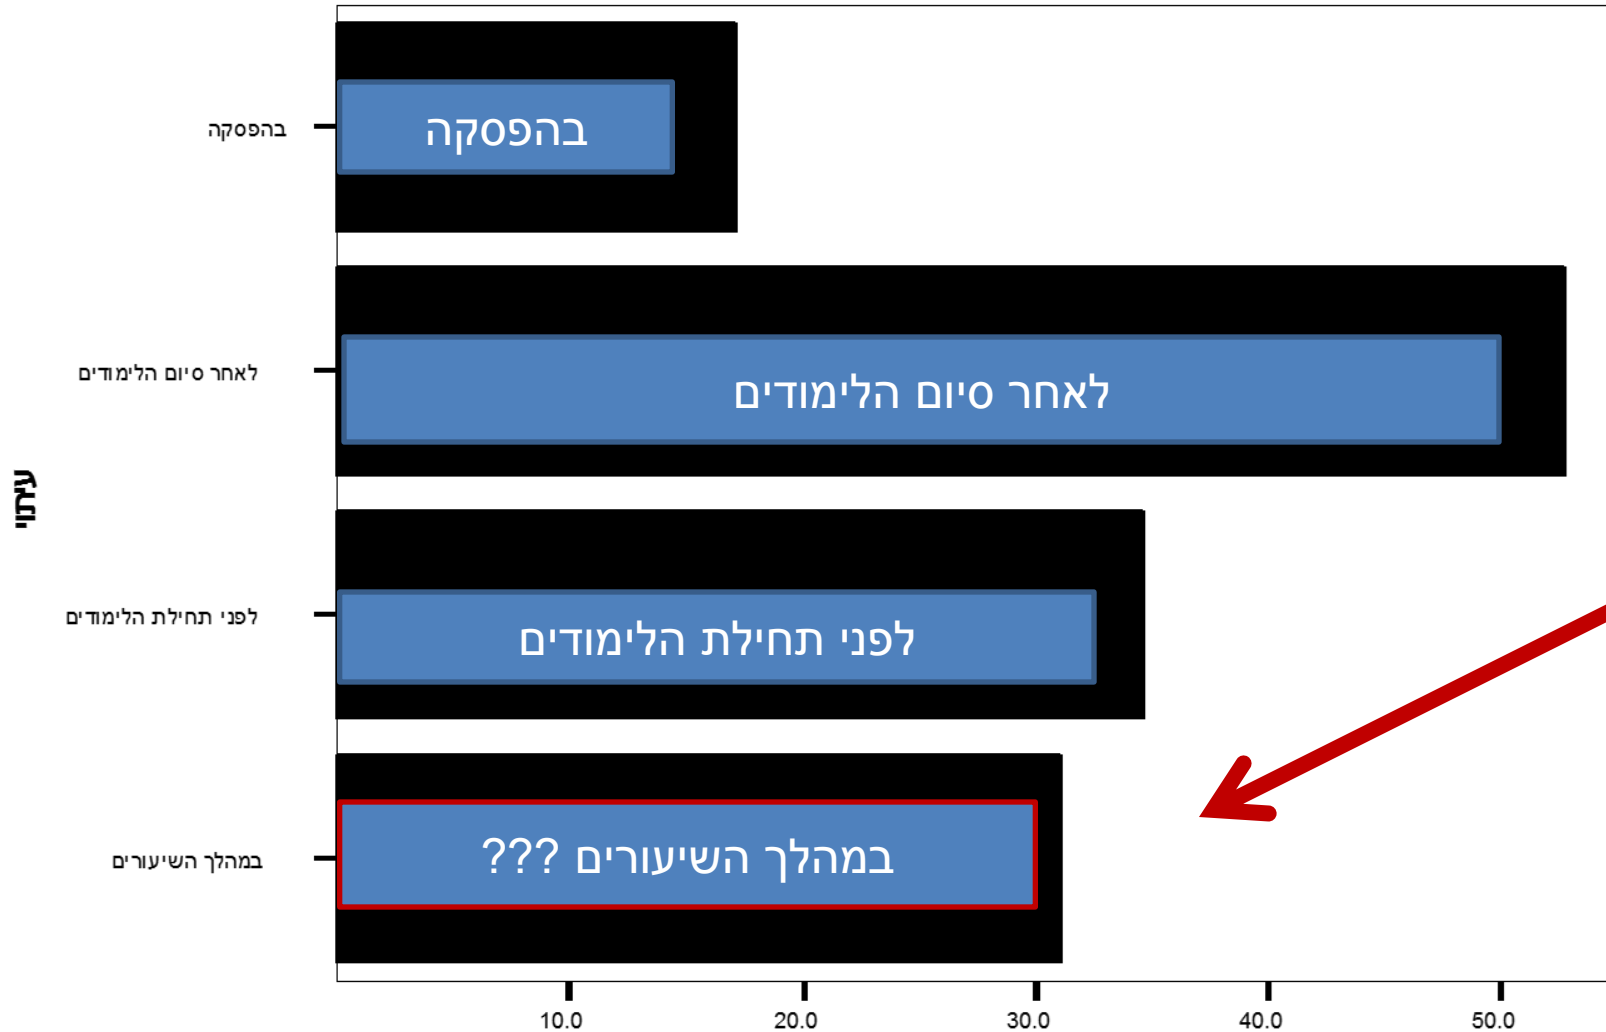 בהפסקה
בהפסקה
לאחר סיום הלימודים
לאחר סיום הלימודים
עיתוי
לפני תחילת הלימודים
לפני תחילת הלימודים
במהלך השיעורים
במהלך השיעורים ???
10.0 20.0 30.0 40.0 50.0